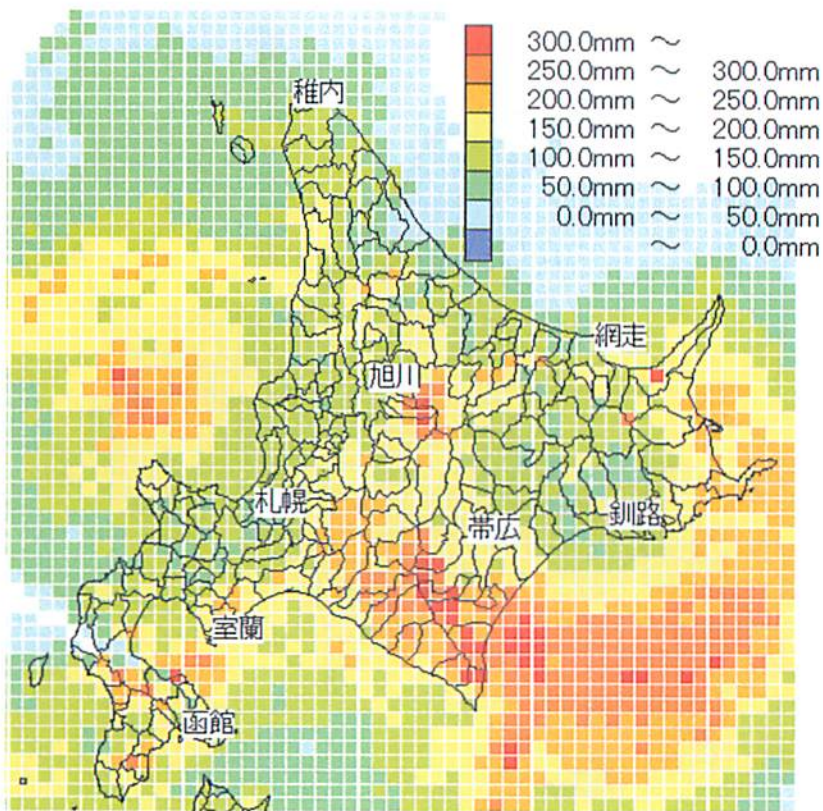 稚内
300.0mm ～
250.0mm ～ 300.0mm
200.0mm ～ 250.0mm
150.0mm ～ 200.0mm
100.0mm ～ 150.0mm
50.0mm ～ 100.0mm
0.0mm ～ 50.0mm
～ 0.0mm
網走
旭川
札幌
釧路
帯広
室蘭
函館